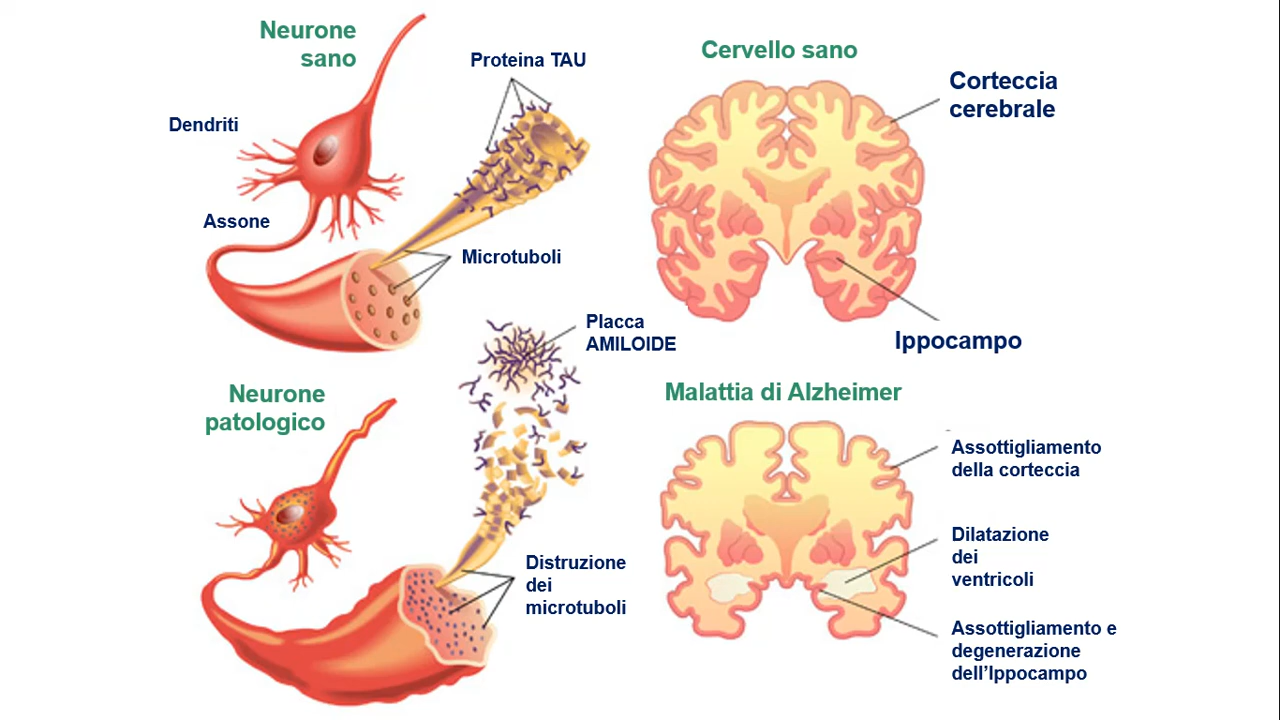 Neurone
sano
Proteina TAU
Dendriti
Assone
Microtuboli
Cervello sano
Corteccia
cerebrale
Ippocampo
Placca
AMILOIDE
Neurone
patologico
Distruzione
dei
microtuboli
Malattia di Alzheimer
Assottigliamento
della corteccia
Dilatazione
dei
ventricoli
Assottigliamento e
degenerazione
dell’Ippocampo